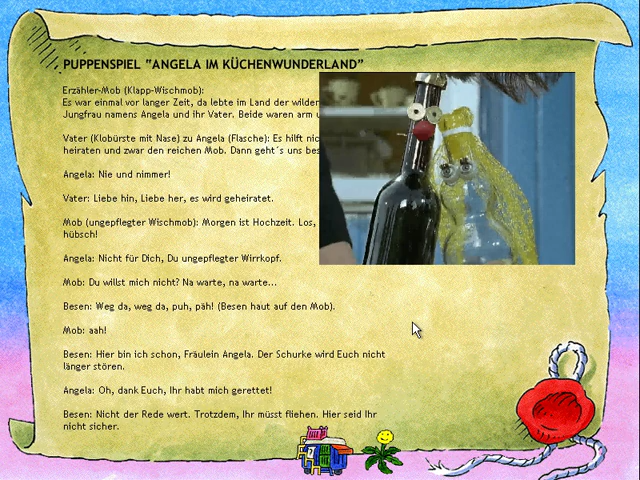 PUPPENSPIEL "ANGELA IM KÜCHENWUNDERLAND"
Erzähler-Mob (Klapp-Wischmob):
Es war einmal vor langer Zeit, da lebte im Land der wilden
Jungfrau namens Angela und ihr Vater. Beide waren arm u
Vater (Klobürste mit Nase) zu Angela (Flasche): Es hilft nic
heiraten und zwar den reichen Mob. Dann geht´s uns bes
Angela: Nie und nimmer!
Vater: Liebe hin, Liebe her, es wird geheiratet.
Mob (ungepflegter Wischmob): Morgen ist Hochzeit. Los,
hübsch!
Angela: Nicht für Dich, Du ungepflegter Wirrkopf.
Mob: Du willst mich nicht? Na warte, na warte...
Besen: Weg da, weg da, puh, päh! (Besen haut auf den Mob).
Mob: aah!
Besen: Hier bin ich schon, Fräulein Angela. Der Schurke wird Euch nicht
länger stören.
Angela: Oh, dank Euch, Ihr habt mich gerettet!
Besen: Nicht der Rede wert. Trotzdem, Ihr müsst fliehen. Hier seid Ihr
nicht sicher.